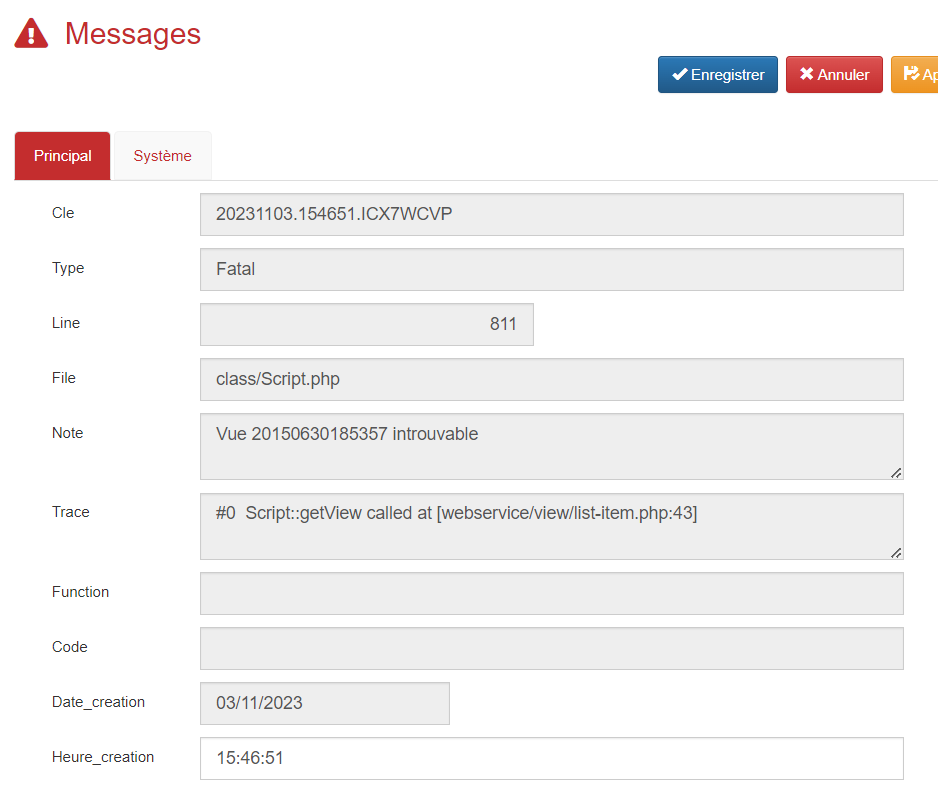 Messages
Enregistrer Annuler Ap
Principal Système
Cle 20231103.154651.ICX7WCVP
Type Fatal
Line 811
File class/Script.php
Note Vue 20150630185357 introuvable
Trace #0 Script::getView called at [webservice/view/list-item.php:43]
Function
Code
Date_creation 03/11/2023
Heure_creation 15:46:51